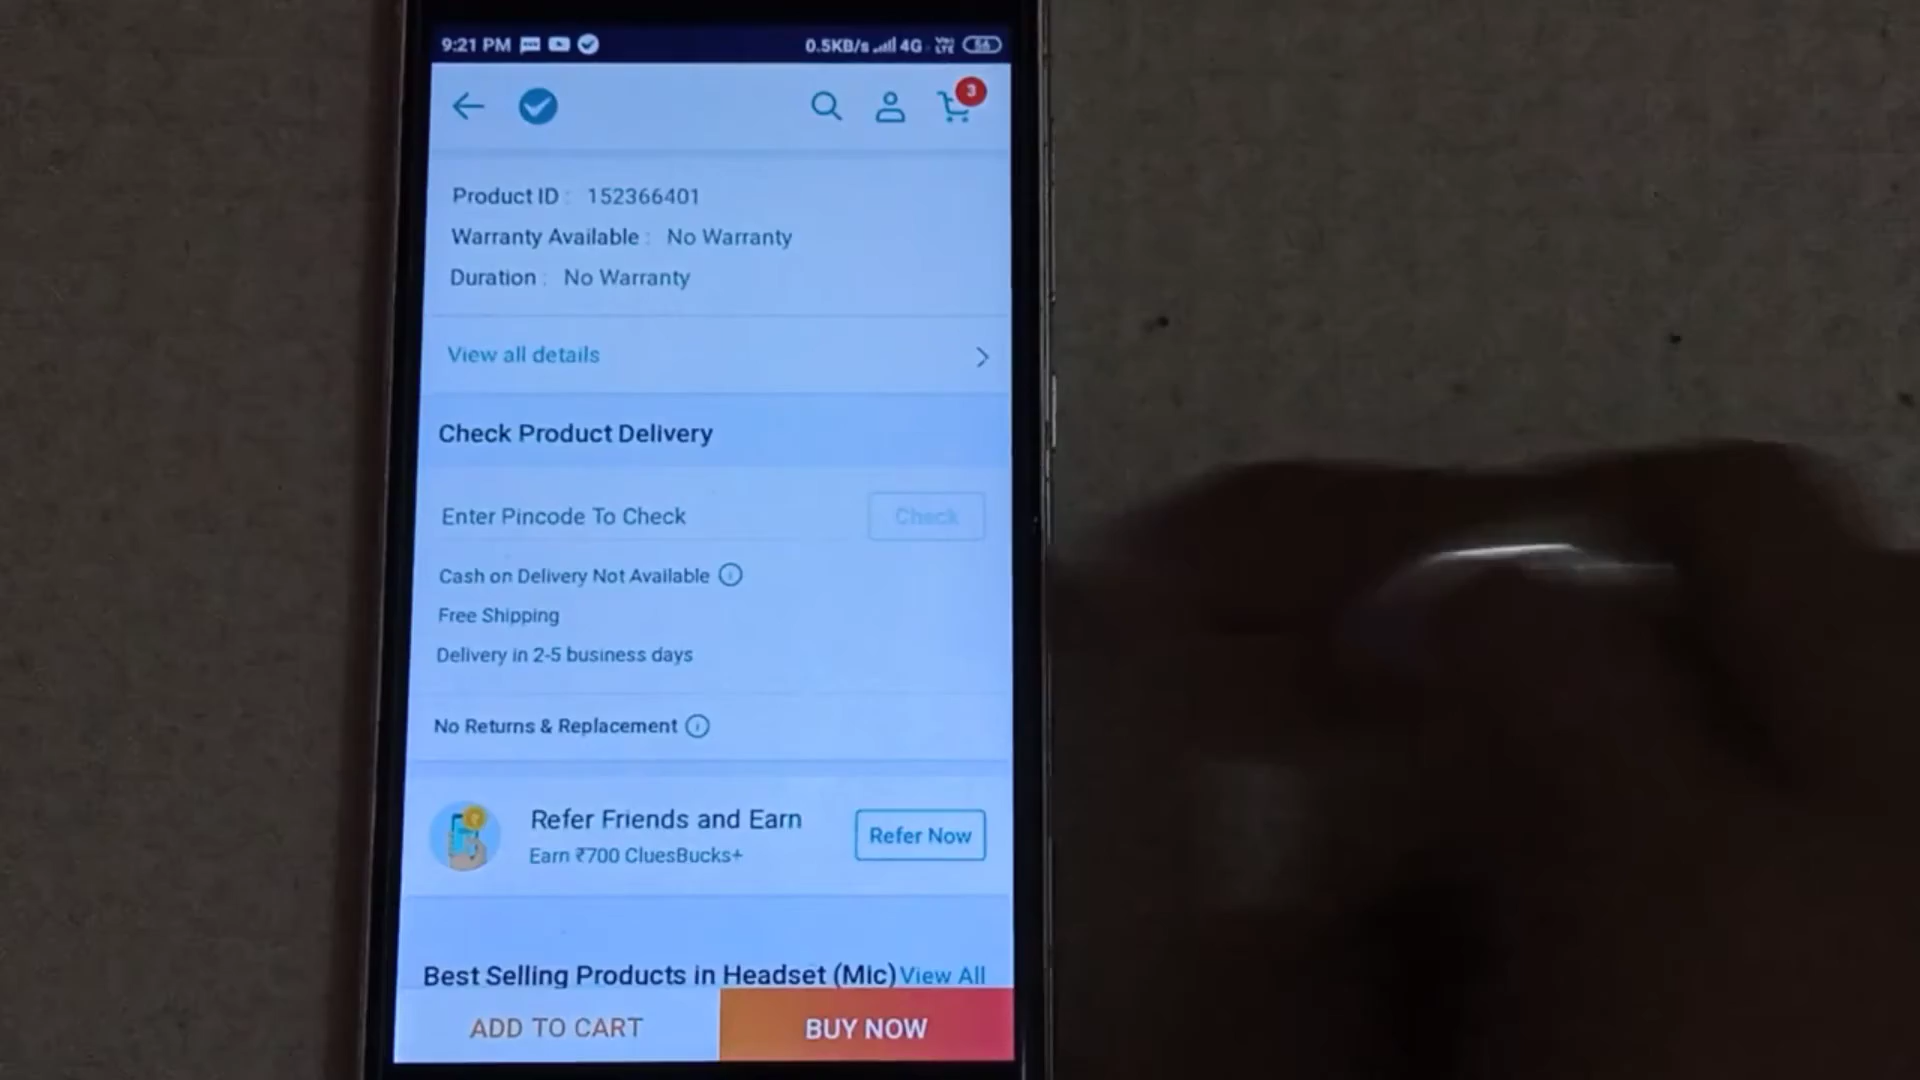 9:21 PM 0.5KB/s 4G Vo LTE 56
3
Product ID : 152366401
Warranty Available : No Warranty
Duration : No Warranty
View all details
Check Product Delivery
Enter Pincode To Check Check
Cash on Delivery Not Available
Free Shipping
Delivery in 2-5 business days
No Returns & Replacement
Refer Friends and Earn
Earn ₹700 CluesBucks+
Refer Now
Best Selling Products in Headset (Mic) View All
ADD TO CART BUY NOW